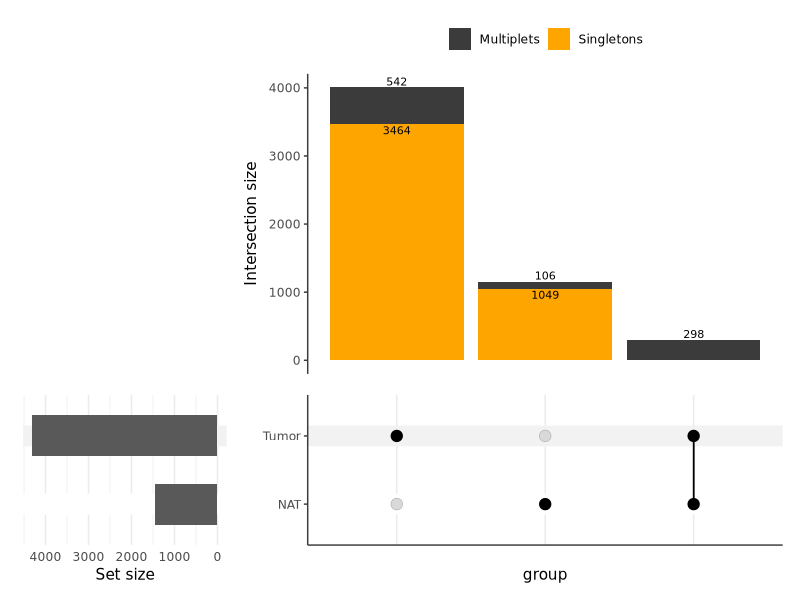 Multiplets Singletons
4000
3000
2000
1000
0
Intersection size
542
3464
106
1049
298
Tumor
NAT
4000 3000 2000 1000 0
Set size
group